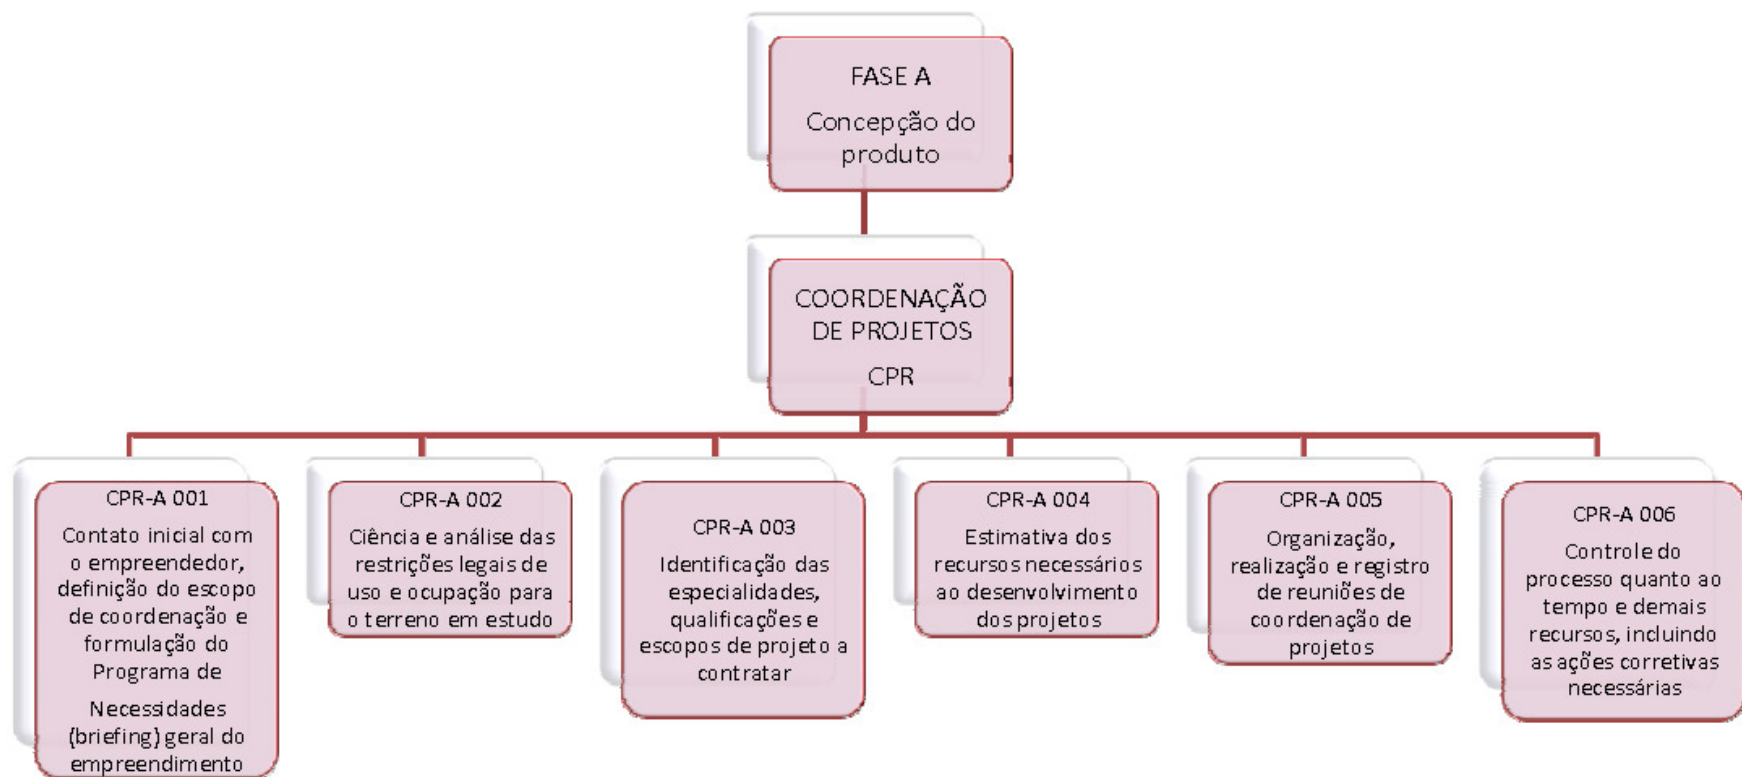 FASE A
Concepção do
produto
COORDENAÇÃO
DE PROJETOS
CPR
CPR-A 001
Contato inicial com
o empreendedor,
definição do escopo
de coordenação e
formulação do
Programa de
Necessidades
(briefing) geral do
empreendimento
CPR-A 002
Ciência e análise das
restrições legais de
uso e ocupação para
o terreno em estudo
CPR-A 003
Identificação das
especialidades,
qualificações e
escopos de projeto a
contratar
CPR-A 004
Estimativa dos
recursos necessários
ao desenvolvimento
dos projetos
CPR-A 005
Organização,
realização e registro
de reuniões de
coordenação de
projetos
CPR-A 006
Controle do
processo quanto ao
tempo e demais
recursos, incluindo
as ações corretivas
necessárias